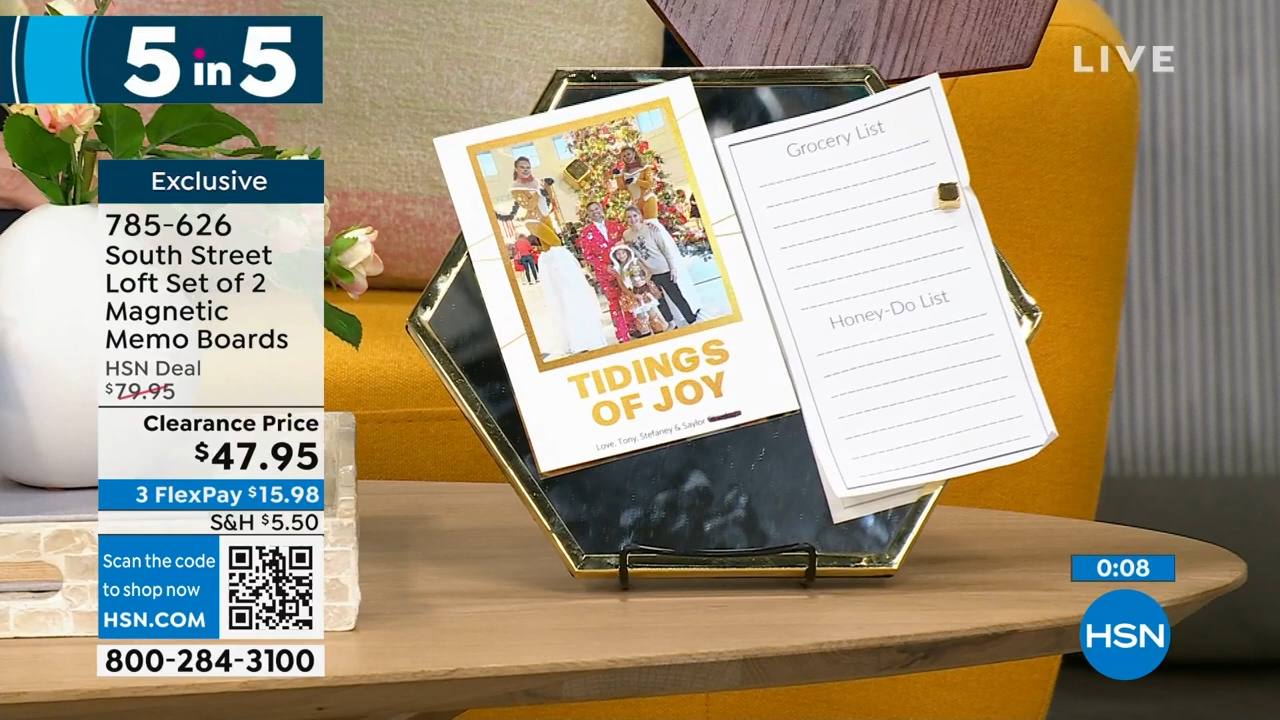 5 in 5
LIVE
Exclusive
785-626
South Street
Loft Set of 2
Magnetic
Memo Boards
HSN Deal
$79.95
Clearance Price
$47.95
3 FlexPay $15.98
S&H $5.50
Scan the code
to shop now
HSN.COM
800-284-3100
TIDINGS
OF JOY
Love, Tony, Stefaney & Saylor
Grocery List
Honey-Do List
0:08
HSN